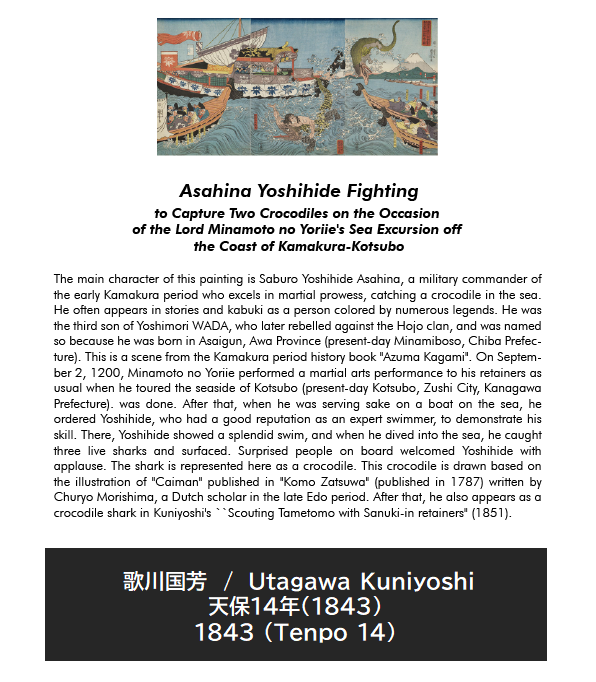 Asahina Yoshihide Fighting
to Capture Two Crocodiles on the Occasion
of the Lord Minamoto no Yoriie's Sea Excursion off
the Coast of Kamakura-Kotsubo
The main character of this painting is Saburo Yoshihide Asahina, a military commander of
the early Kamakura period who excels in martial prowess, catching a crocodile in the sea.
He often appears in stories and kabuki as a person colored by numerous legends. He was
the third son of Yoshimori WADA, who later rebelled against the Hojo clan, and was named
so because he was born in Asaigun, Awa Province (present-day Minamiboso, Chiba Prefec-
ture). This is a scene from the Kamakura period history book "Azuma Kagami". On Septem-
ber 2, 1200, Minamoto no Yoriie performed a martial arts performance to his retainers as
usual when he toured the seaside of Kotsubo (present-day Kotsubo, Zushi City, Kanagawa
Prefecture). was done. After that, when he was serving sake on a boat on the sea, he
ordered Yoshihide, who had a good reputation as an expert swimmer, to demonstrate his
skill. There, Yoshihide showed a splendid swim, and when he dived into the sea, he caught
three live sharks and surfaced. Surprised people on board welcomed Yoshihide with
applause. The shark is represented here as a crocodile. This crocodile is drawn based on
the illustration of "Caiman" published in "Komo Zatsuwa" (published in 1787) written by
Churyo Morishima, a Dutch scholar in the late Edo period. After that, he also appears as a
crocodile shark in Kuniyoshi's ``Scouting Tametomo with Sanuki-in retainers" (1851).
歌川国芳 / Utagawa Kuniyoshi
天保14年(1843)
1843 (Tenpo 14)